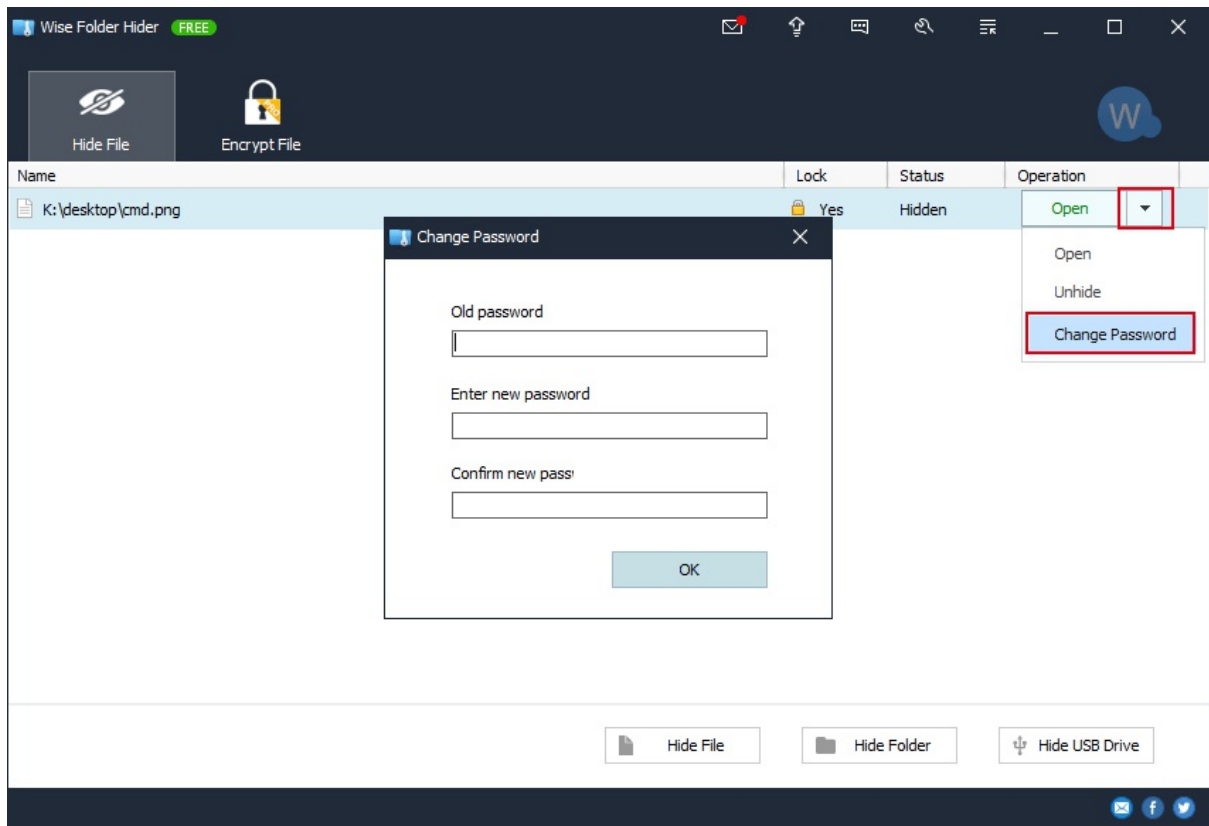 Wise Folder Hider FREE
Hide File
Encrypt File
W
Name Lock Status Operation
K:\desktop\cmd.png Yes Hidden Open
Change Password
Open
Unhide
Change Password
Old password
Enter new password
Confirm new pass
OK
Hide File Hide Folder Hide USB Drive